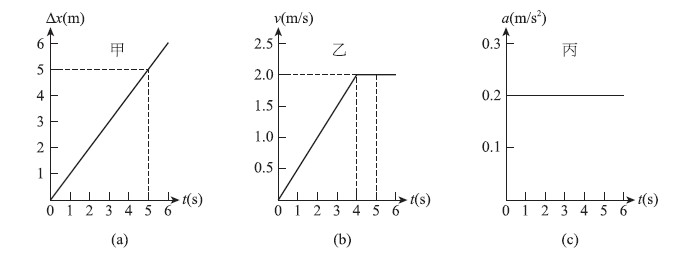 Δx(m)
甲
6
5
4
3
2
1
0 1 2 3 4 5 6 t(s)
(a)
v(m/s)
乙
2.5
2.0
1.5
1.0
0.5
0 1 2 3 4 5 6 t(s)
(b)
a(m/s²)
丙
0.3
0.2
0.1
0 1 2 3 4 5 6 t(s)
(c)